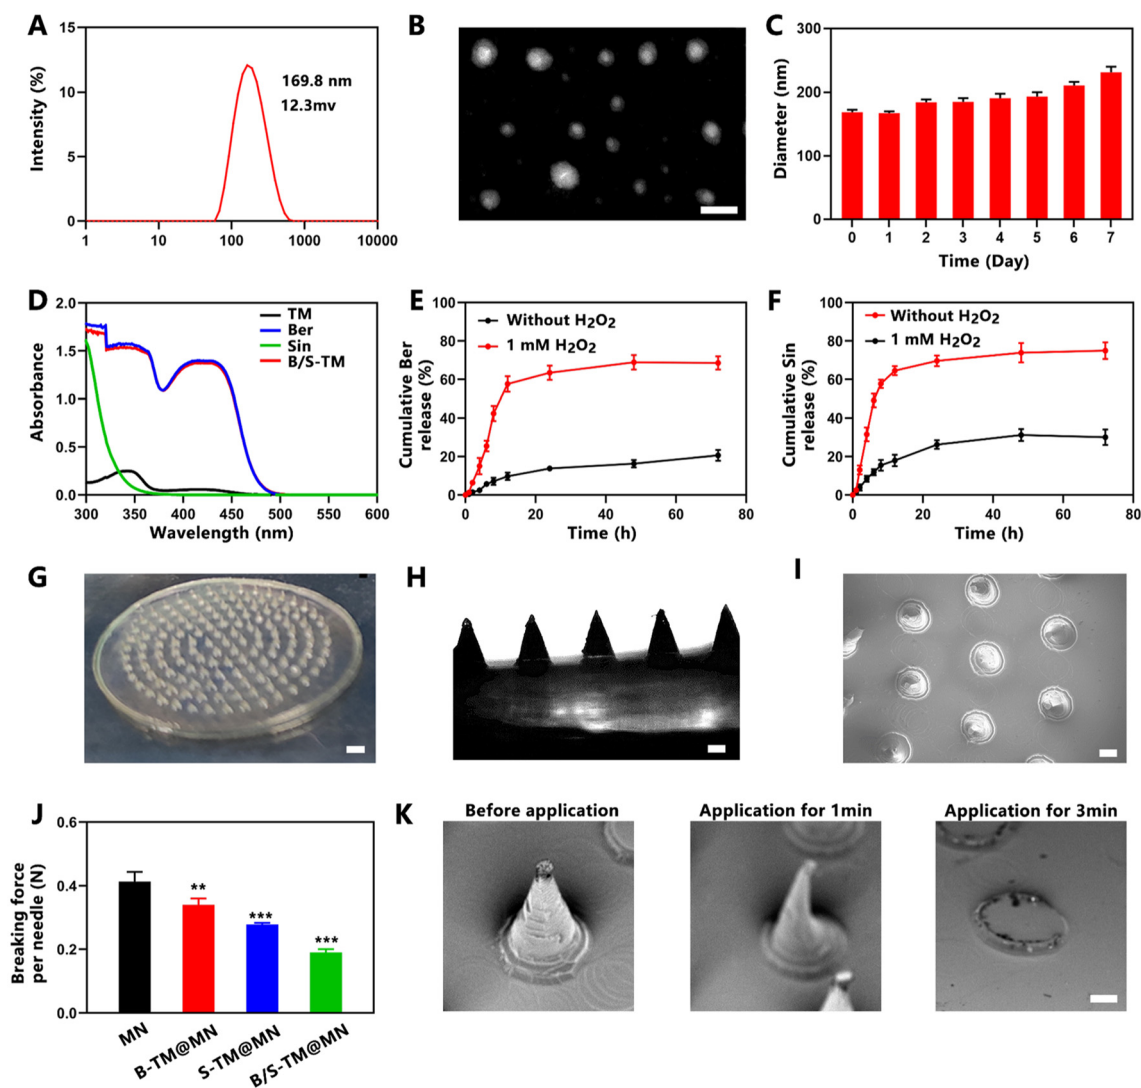 A
Intensity (%)
15
10
5
0
1
10
100
1000
10000
169.8 nm
12.3mv
B
C
Diameter (nm)
300
200
100
0
0
1
2
3
4
5
6
7
Time (Day)
D
Absorbance
2.0
1.5
1.0
0.5
0.0
300
350
400
450
500
550
600
Wavelength (nm)
TM
Ber
Sin
B/S-TM
E
Cumulative Ber
release (%)
100
80
60
40
20
0
0
20
40
60
80
Time (h)
Without H2O2
1 mM H2O2
F
Cumulative Sin
release (%)
100
80
60
40
20
0
0
20
40
60
80
Time (h)
Without H2O2
1 mM H2O2
G
H
I
J
Breaking force
per needle (N)
0.6
0.4
0.2
0.0
**
***
***
MN
B-TM@MN
S-TM@MN
B/S-TM@MN
K
Before application
Application for 1min
Application for 3min